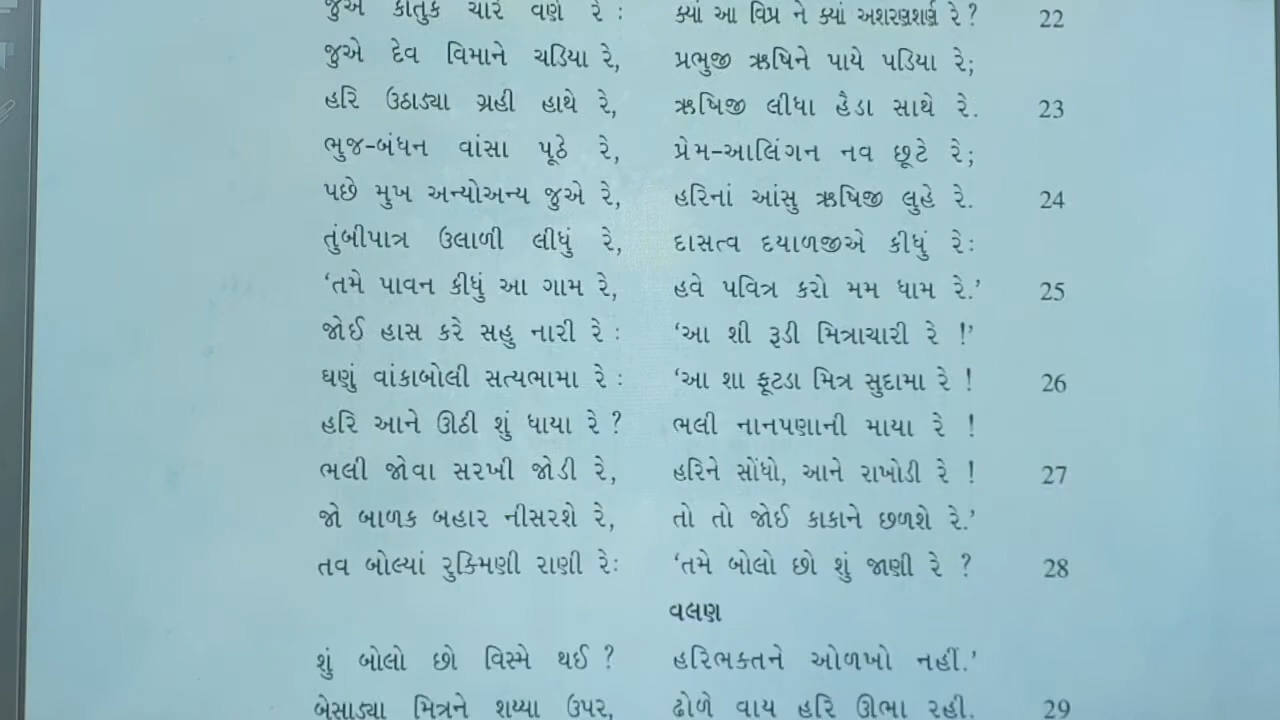 જુએ કૌતુક ચારે વર્ણ રે : ક્યાં આ વિપ્ર ને ક્યાં અશરણશર્ણ રે ? 22
જુએ દેવ વિમાને ચડિયા રે, પ્રભુજી ઋષિને પાયે પડિયા રે;
હરિ ઉઠાડ્યા ગ્રહી હાથે રે, ઋષિજી લીધા હૈડા સાથે રે. 23
ભુજ-બંધન વાંસા પૂઠે રે, પ્રેમ-આલિંગન નવ છૂટે રે;
પછે મુખ અન્યોઅન્ય જુએ રે, હરિનાં આંસુ ઋષિજી લુહે રે. 24
તુંબીપાત્ર ઉલાળી લીધું રે, દાસત્વ દયાળજીએ કીધું રેઃ
‘તમે પાવન કીધું આ ગામ રે, હવે પવિત્ર કરો મમ ધામ રે.’ 25
જોઈ હાસ કરે સહુ નારી રે : ‘આ શી રૂડી મિત્રાચારી રે !’
ઘણું વાંકાબોલી સત્યભામા રે : ‘આ શા ફૂટડા મિત્ર સુદામા રે ! 26
હરિ આને ઊઠી શું ધાયા રે ? ભલી નાનપણાની માયા રે !
ભલી જોવા સરખી જોડી રે, હરિને સોંધો, આને રાખોડી રે ! 27
જો બાળક બહાર નીસરશે રે, તો તો જોઈ કાકાને છળશે રે.’
તવ બોલ્યાં રુક્મિણી રાણી રેઃ ‘તમે બોલો છો શું જાણી રે ? 28
વલણ
શું બોલો છો વિસ્મે થઈ ? હરિભક્તને ઓળખો નહીં.’
બેસાડ્યા મિત્રને શય્યા ઉપર, ઢોળે વાય હરિ ઊભા રહી. 29